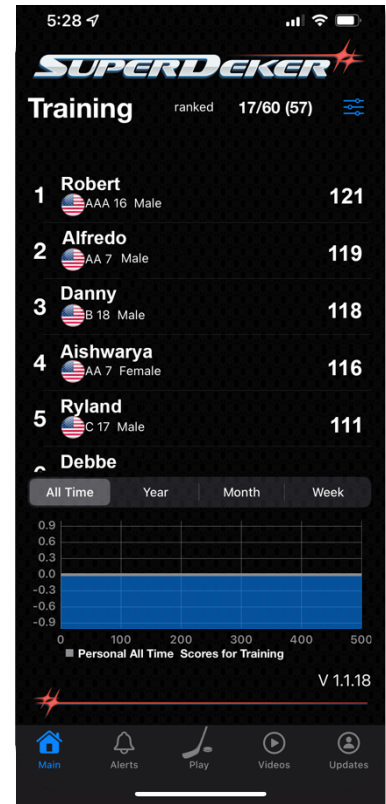 5:28
SUPERDEKER
Training ranked 17/60 (57)
1 Robert 121
AAA 16 Male
2 Alfredo 119
AA 7 Male
3 Danny 118
B 18 Male
4 Aishwarya 116
AA 7 Female
5 Ryland 111
C 17 Male
Debbe
All Time Year Month Week
0.9
0.6
0.3
0.0
-0.3
-0.6
-0.9
0 100 200 300 400 500
Personal All Time Scores for Training
V 1.1.18
Main Alerts Play Videos Updates